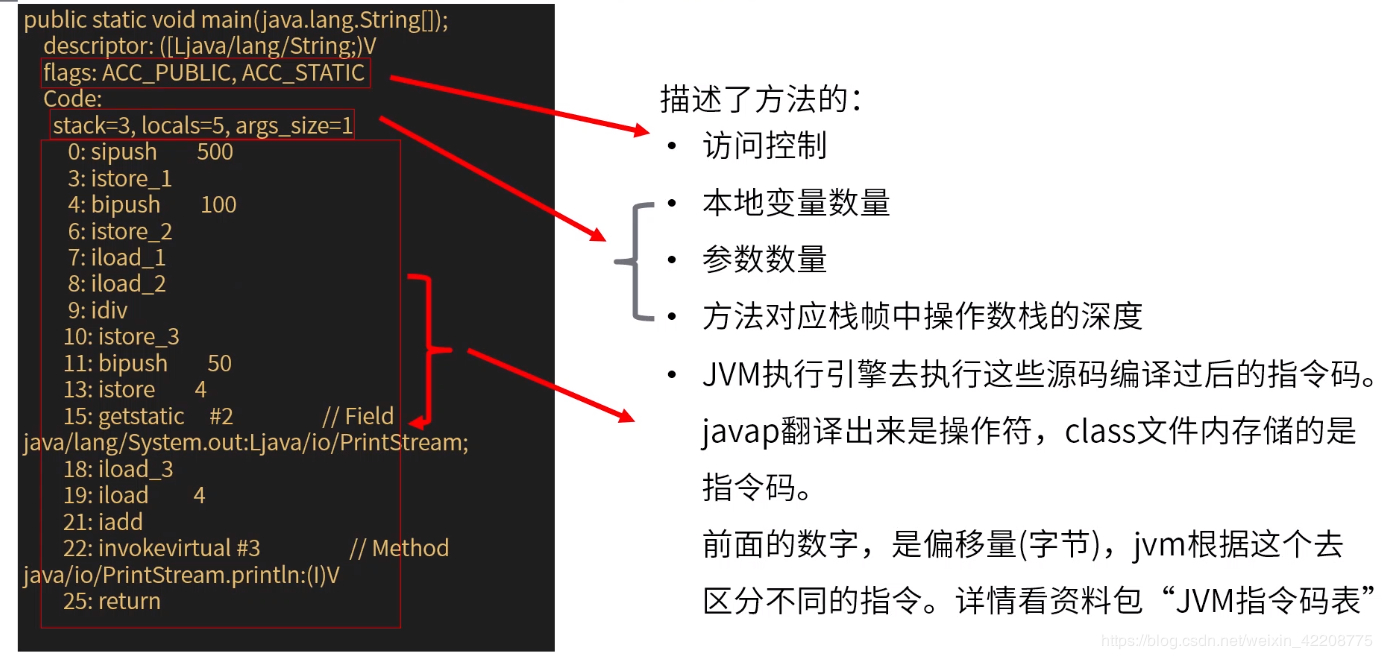 public static void main(java.lang.String[]);
descriptor: ([Ljava/lang/String;)V
flags: ACC_PUBLIC, ACC_STATIC
Code:
stack=3, locals=5, args_size=1
0: sipush 500
3: istore_1
4: bipush 100
6: istore_2
7: iload_1
8: iload_2
9: idiv
10: istore_3
11: bipush 50
13: istore 4
15: getstatic #2 // Field
java/lang/System.out:Ljava/io/PrintStream;
18: iload_3
19: iload 4
21: iadd
22: invokevirtual #3 // Method
java/io/PrintStream.println:(I)V
25: return
描述了方法的：
• 访问控制
• 本地变量数量
• 参数数量
• 方法对应栈帧中操作数栈的深度
• JVM执行引擎去执行这些源码编译过后的指令码。
javap翻译出来是操作符，class文件内存储的是
指令码。
前面的数字，是偏移量(字节)，jvm根据这个去
区分不同的指令。详情看资料包“JVM指令码表”
https://blog.csdn.net/weixin_42208775